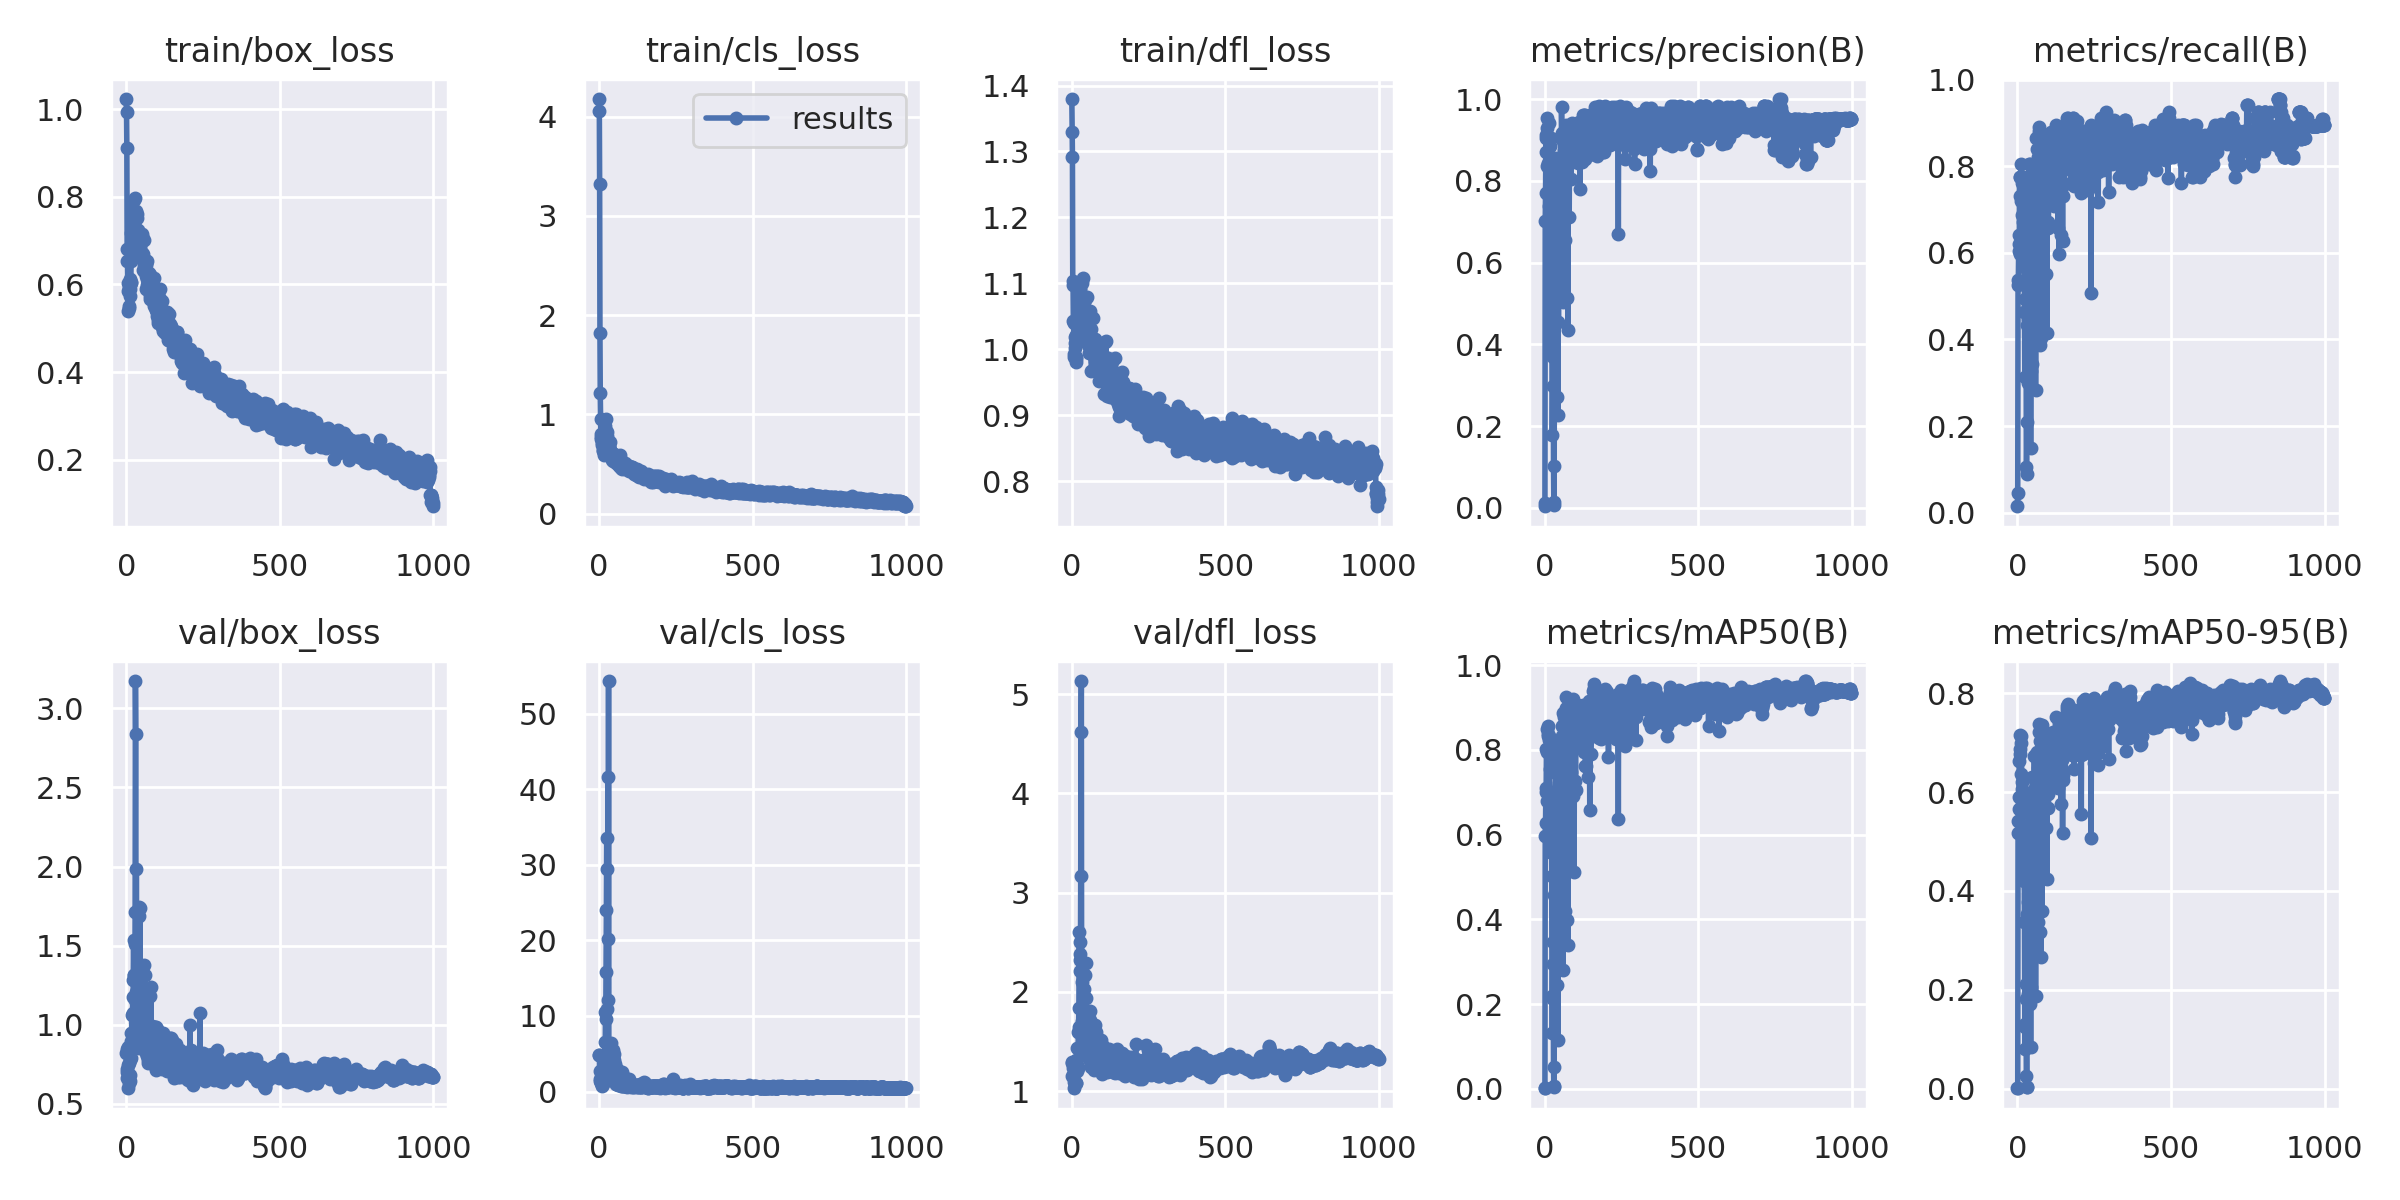 train/box_loss
1.0
0.8
0.6
0.4
0.2
0 500 1000
train/cls_loss
results
4
3
2
1
0
0 500 1000
train/dfl_loss
1.4
1.3
1.2
1.1
1.0
0.9
0.8
0 500 1000
metrics/precision(B)
1.0
0.8
0.6
0.4
0.2
0.0
0 500 1000
metrics/recall(B)
1.0
0.8
0.6
0.4
0.2
0.0
0 500 1000
val/box_loss
3.0
2.5
2.0
1.5
1.0
0.5
0 500 1000
val/cls_loss
50
40
30
20
10
0
0 500 1000
val/dfl_loss
5
4
3
2
1
0 500 1000
metrics/mAP50(B)
1.0
0.8
0.6
0.4
0.2
0.0
0 500 1000
metrics/mAP50-95(B)
0.8
0.6
0.4
0.2
0.0
0 500 1000